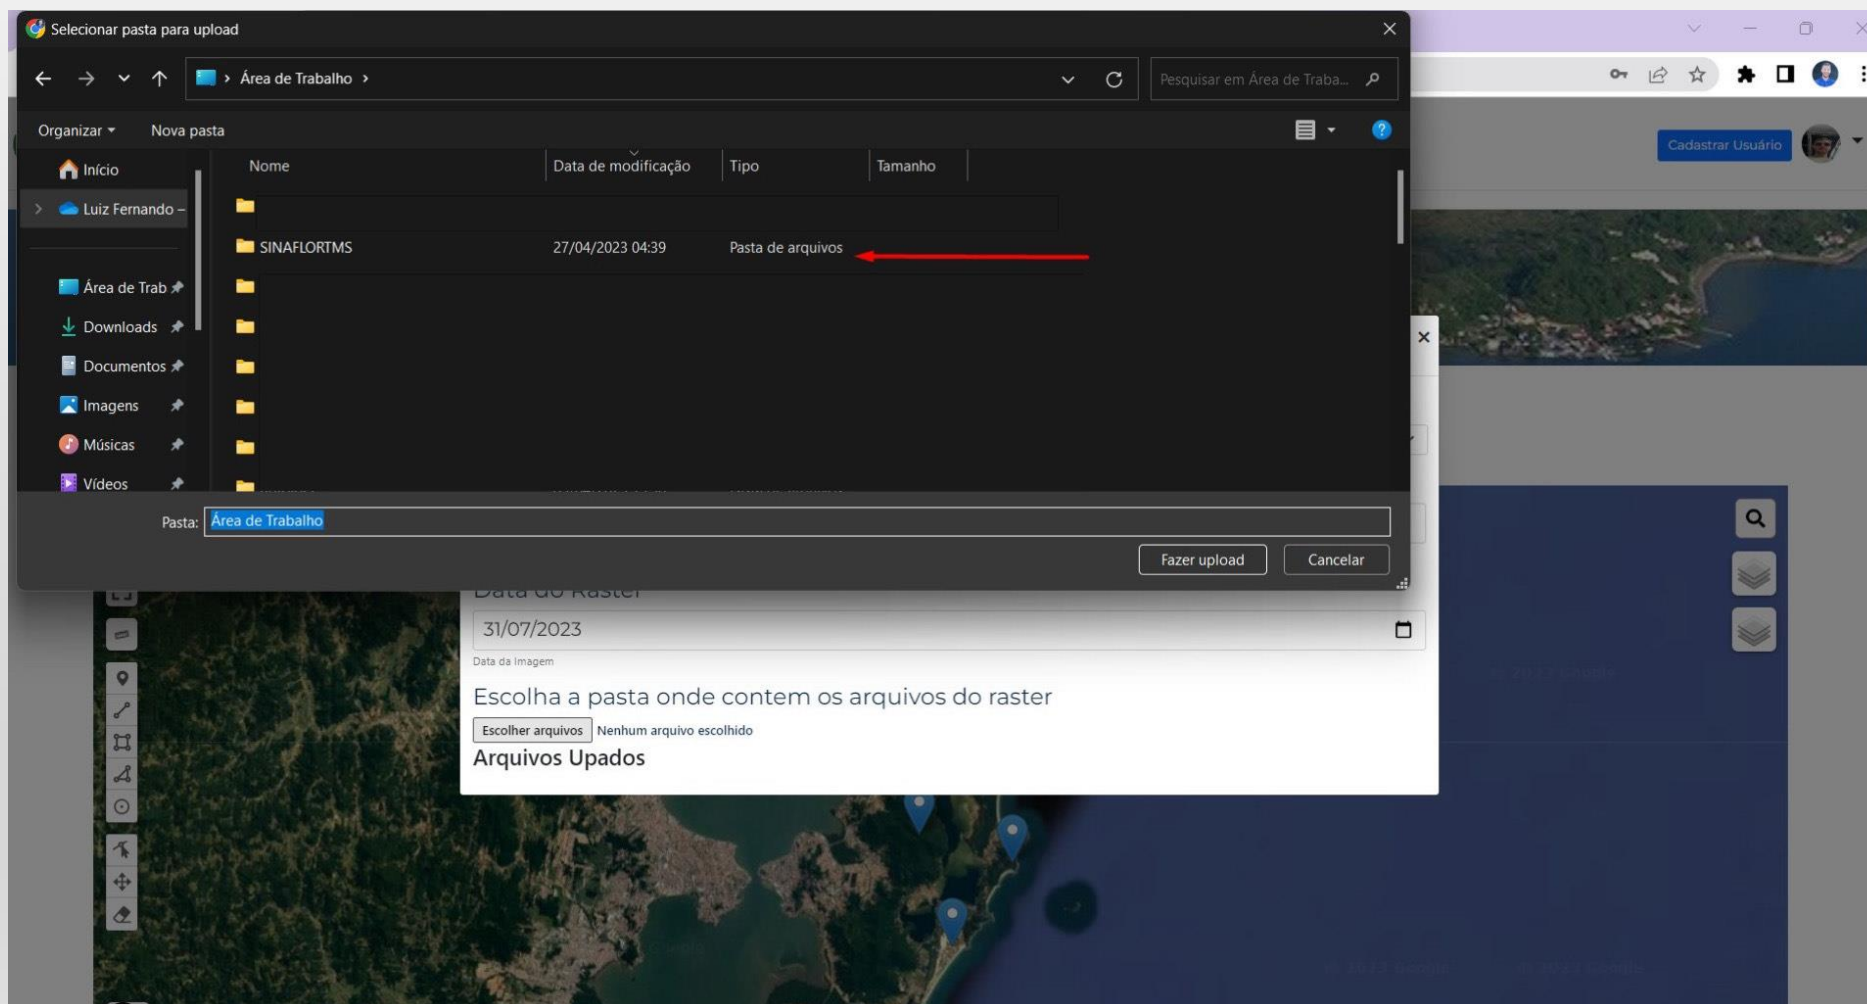 Selecionar pasta para upload
Área de Trabalho
Pesquisar em Área de Traba...
Organizar
Nova pasta
Nome
Data de modificação
Tipo
Tamanho
Início
Luiz Fernando –
SINAFLORTMS
27/04/2023 04:39
Pasta de arquivos
Área de Trab
Downloads
Documentos
Imagens
Músicas
Vídeos
Pasta:
Área de Trabalho
Fazer upload
Cancelar
Cadastrar Usuário
Data do Raster
31/07/2023
Data da Imagem
Escolha a pasta onde contem os arquivos do raster
Escolher arquivos
Nenhum arquivo escolhido
Arquivos Upados